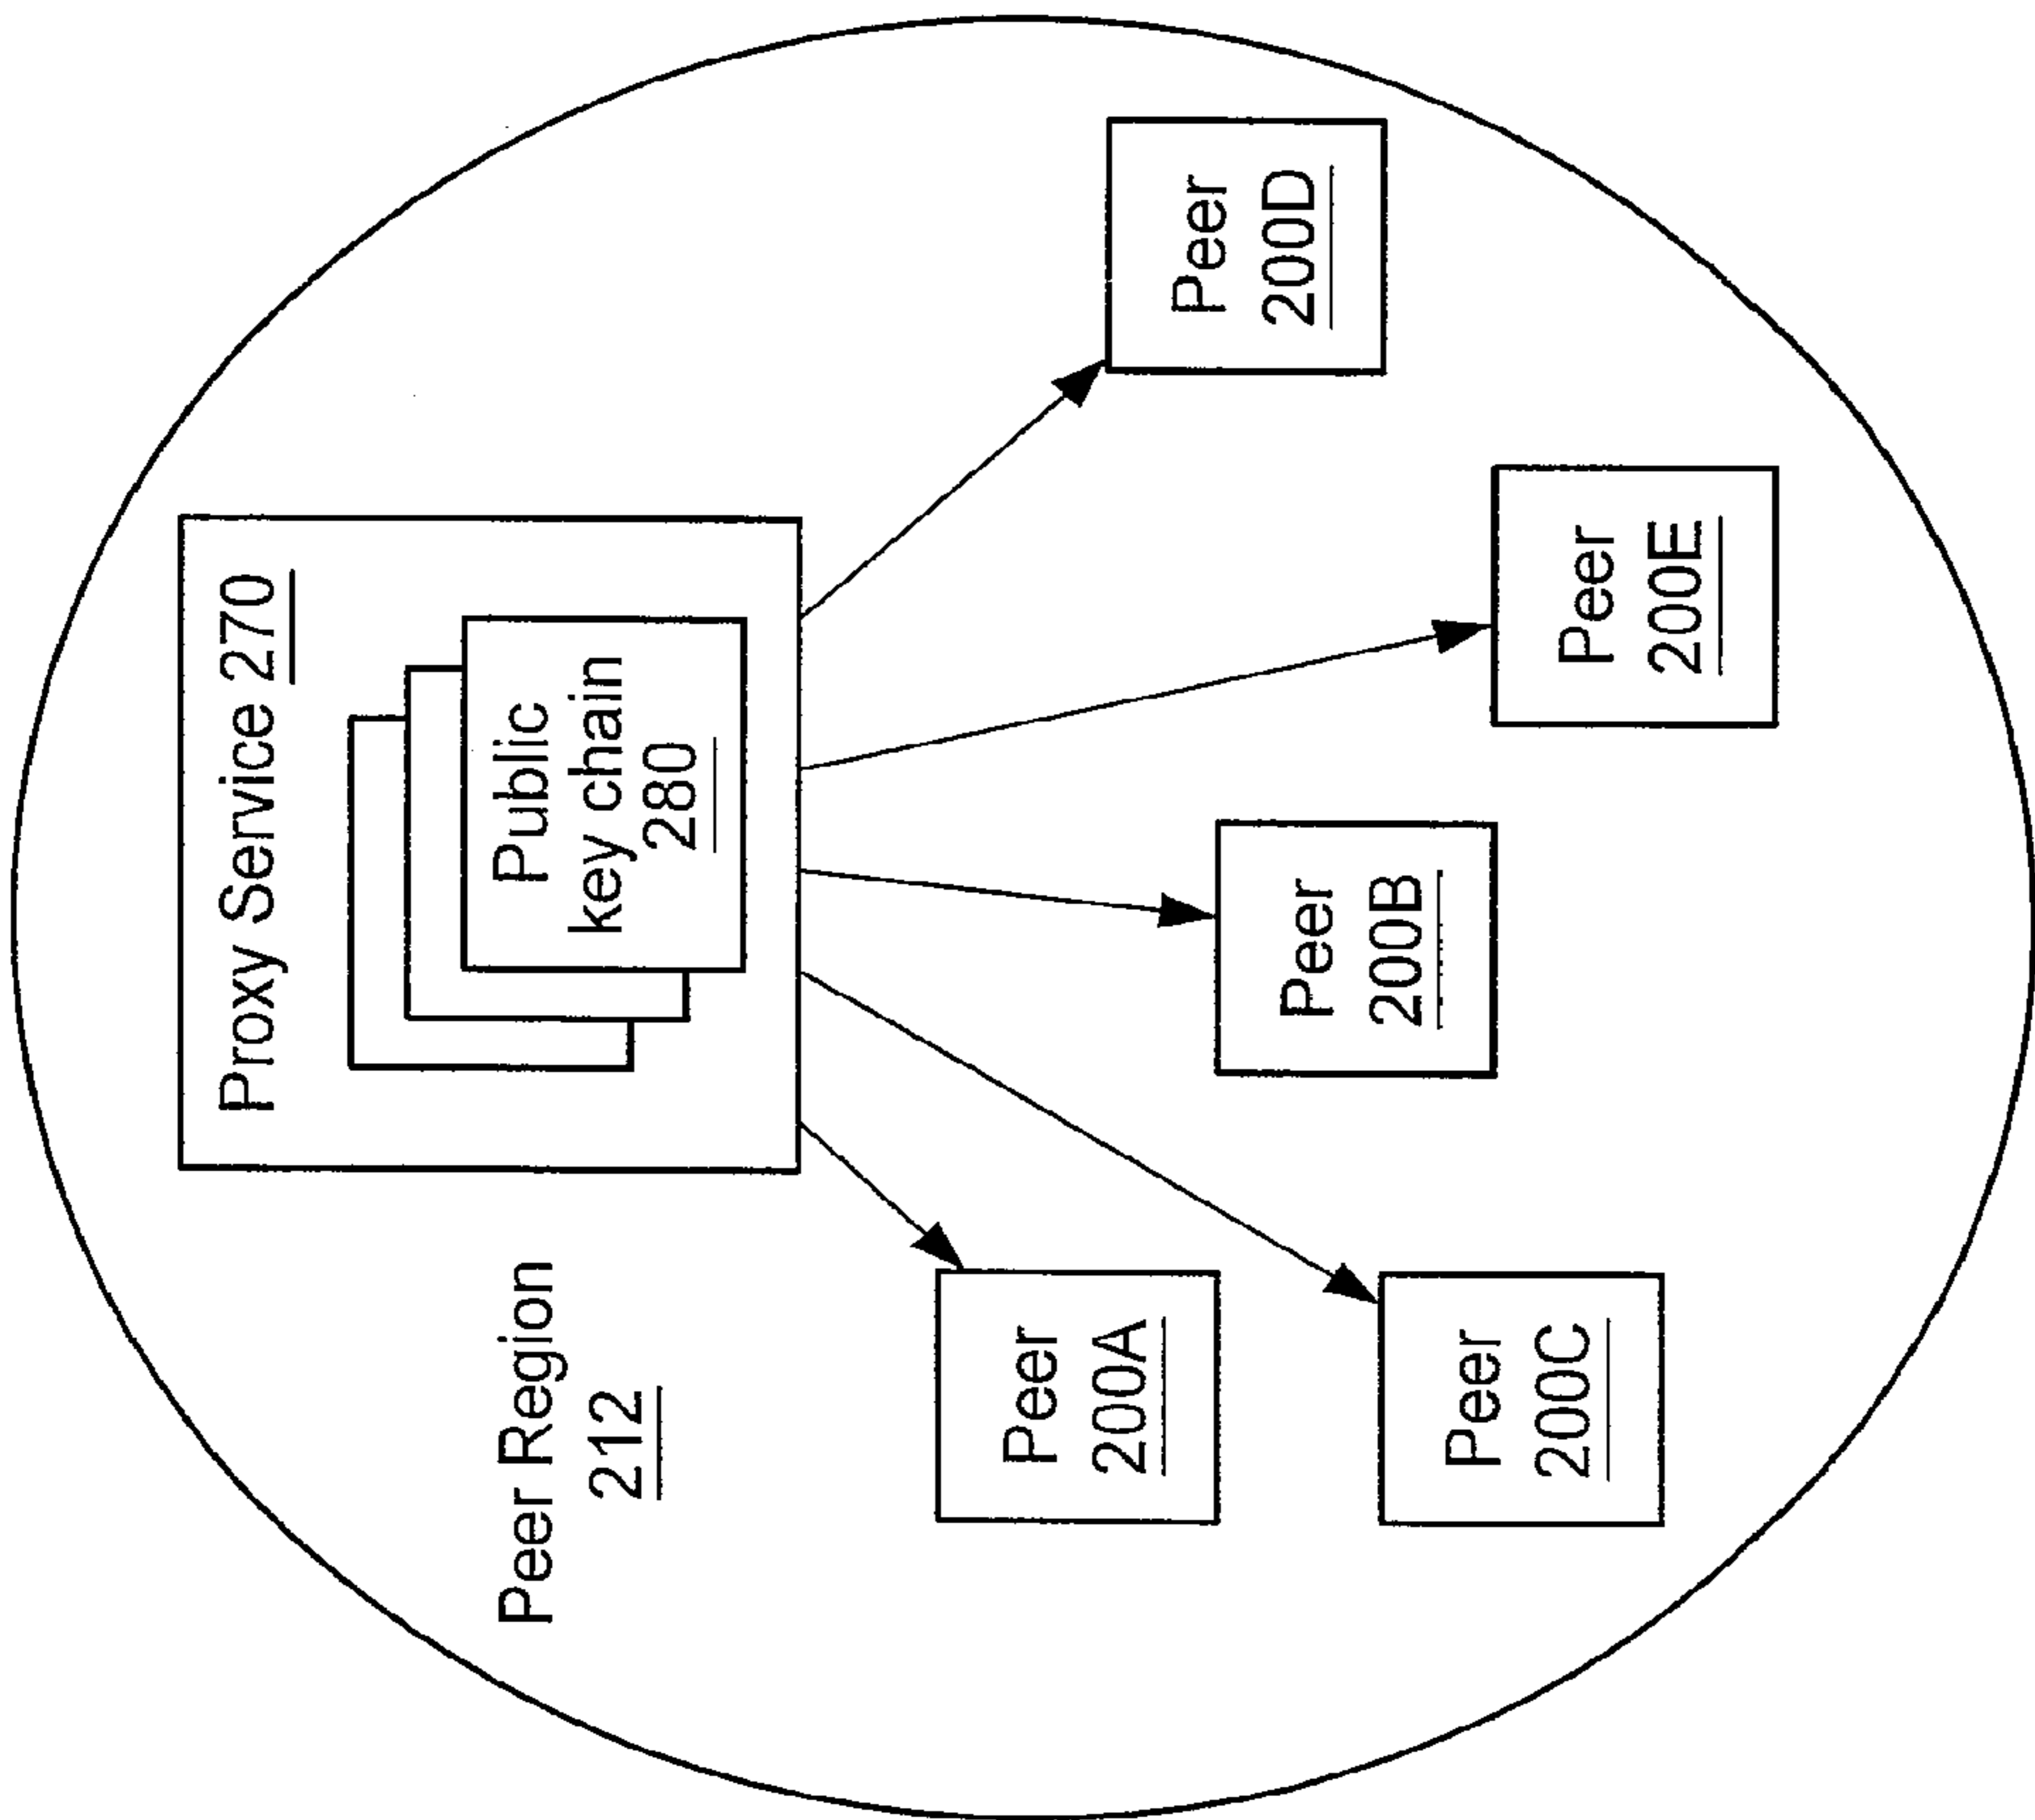 Proxy Service 270
Public
key chain
280
Peer Region
212
Peer
200A
Peer
200C
Peer
200B
Peer
200E
Peer
200D